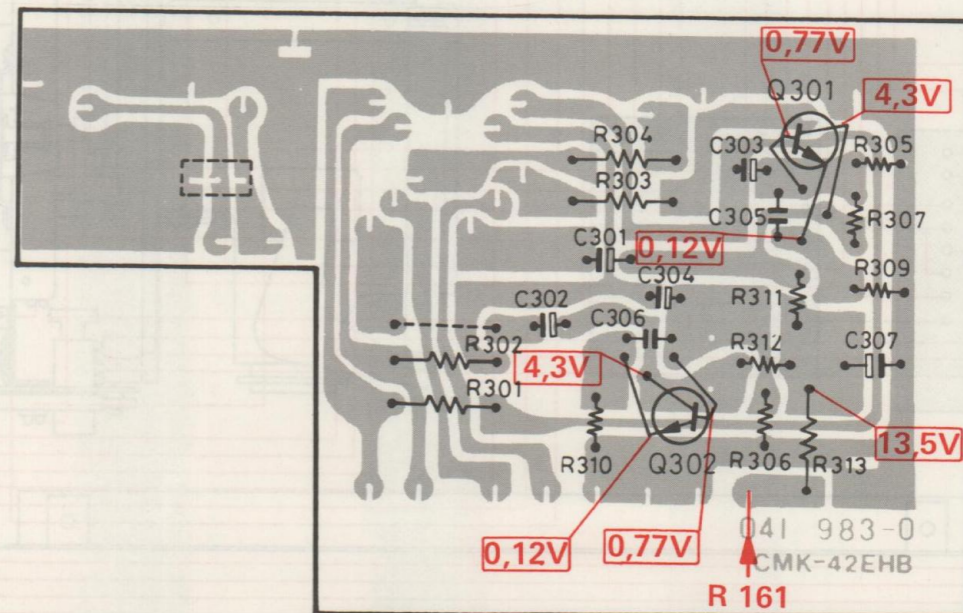 0,77V
Q301
4,3V
R304
C303
R305
R303
C305
R307
0,12V
C301
C304
R309
R311
C302
C306
R302
R312
C307
4,3V
R301
13,5V
R310
Q302
R306
R313
0,12V
0,77V
041 983-0
CMK-42EHB
R 161